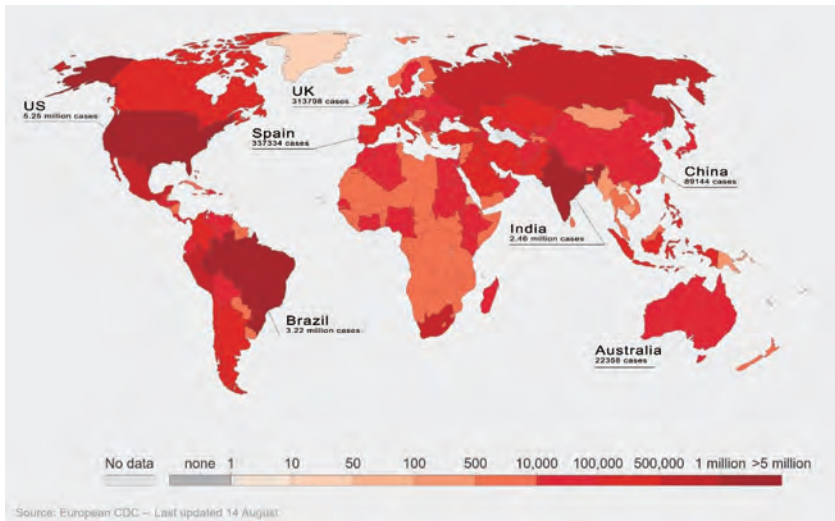 UK
313798 cases
US
5.25 million cases
Spain
337334 cases
China
89144 cases
India
2.46 million cases
Brazil
3.22 million cases
Australia
22358 cases
No data none 1 10 50 100 500 10,000 100,000 500,000 1 million >5 million
Source: European CDC – Last updated 14 August